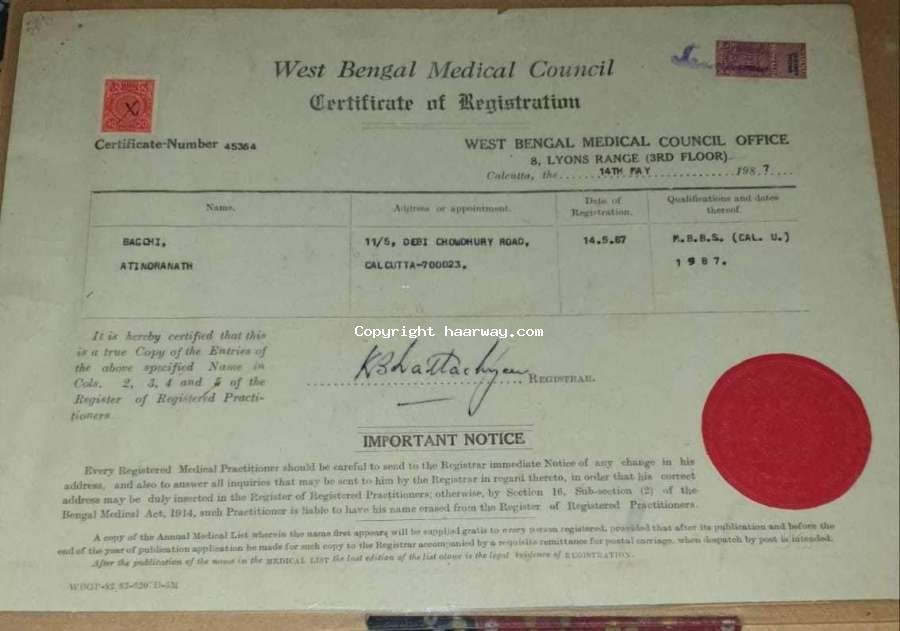 West Bengal Medical Council
Certificate of Registration
X
Certificate-Number 45364
WEST BENGAL MEDICAL COUNCIL OFFICE
8, LYONS RANGE (3RD FLOOR)
Calcutta, the 14TH MAY 1987
Name. Address or appointment. Date of Registration. Qualifications and dates thereof.
BAGCHI, 11/5, DEBI CHOWDHURY ROAD, 14.5.87 M.B.B.S. (CAL. U.)
ATINDRANATH CALCUTTA-700023. 1987.
Copyright haarway.com
It is hereby certified that this
is a true Copy of the Entries of
the above specified Name in
Cols. 2, 3, 4 and 5 of the
Register of Registered Practi-
tioners.
KBhattacharyya REGISTRAR.
IMPORTANT NOTICE
Every Registered Medical Practitioner should be careful to send to the Registrar immediate Notice of any change in his
address, and also to answer all inquiries that may be sent to him by the Registrar in regard thereto, in order that his correct
address may be duly inserted in the Register of Registered Practitioners; otherwise, by Section 16, Sub-section (2) of the
Bengal Medical Act, 1914, such Practitioner is liable to have his name erased from the Register of Registered Practitioners.
A copy of the Annual Medical List wherein the name first appears will be supplied gratis to every person registered, provided that after its publication and before the
end of the year of publication application be made for such copy to the Registrar accompanied by a requisite remittance for postal carriage, when despatch by post is intended.
After the publication of the name in the MEDICAL LIST the last edition of the list alone is the legal evidence of REGISTRATION.